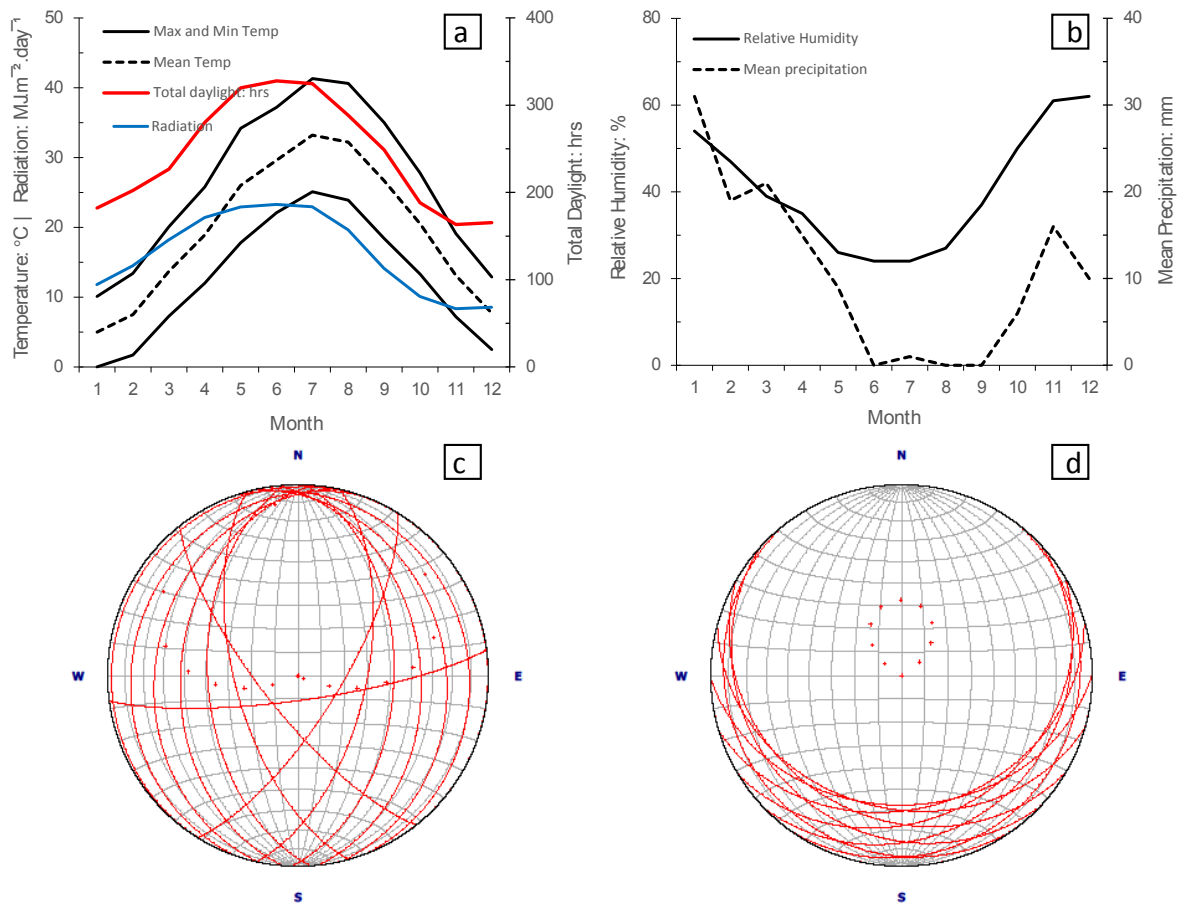 a
Max and Min Temp
Mean Temp
Total daylight: hrs
Radiation
Temperature: °C | Radiation: MJ.m⁻².day⁻¹
50
40
30
20
10
0
Total Daylight: hrs
400
300
200
100
0
1 2 3 4 5 6 7 8 9 10 11 12
Month
b
Relative Humidity
Mean precipitation
Relative Humidity: %
80
60
40
20
0
Mean Precipitation: mm
40
30
20
10
0
1 2 3 4 5 6 7 8 9 10 11 12
Month
c
N
W
E
S
d
N
W
E
S